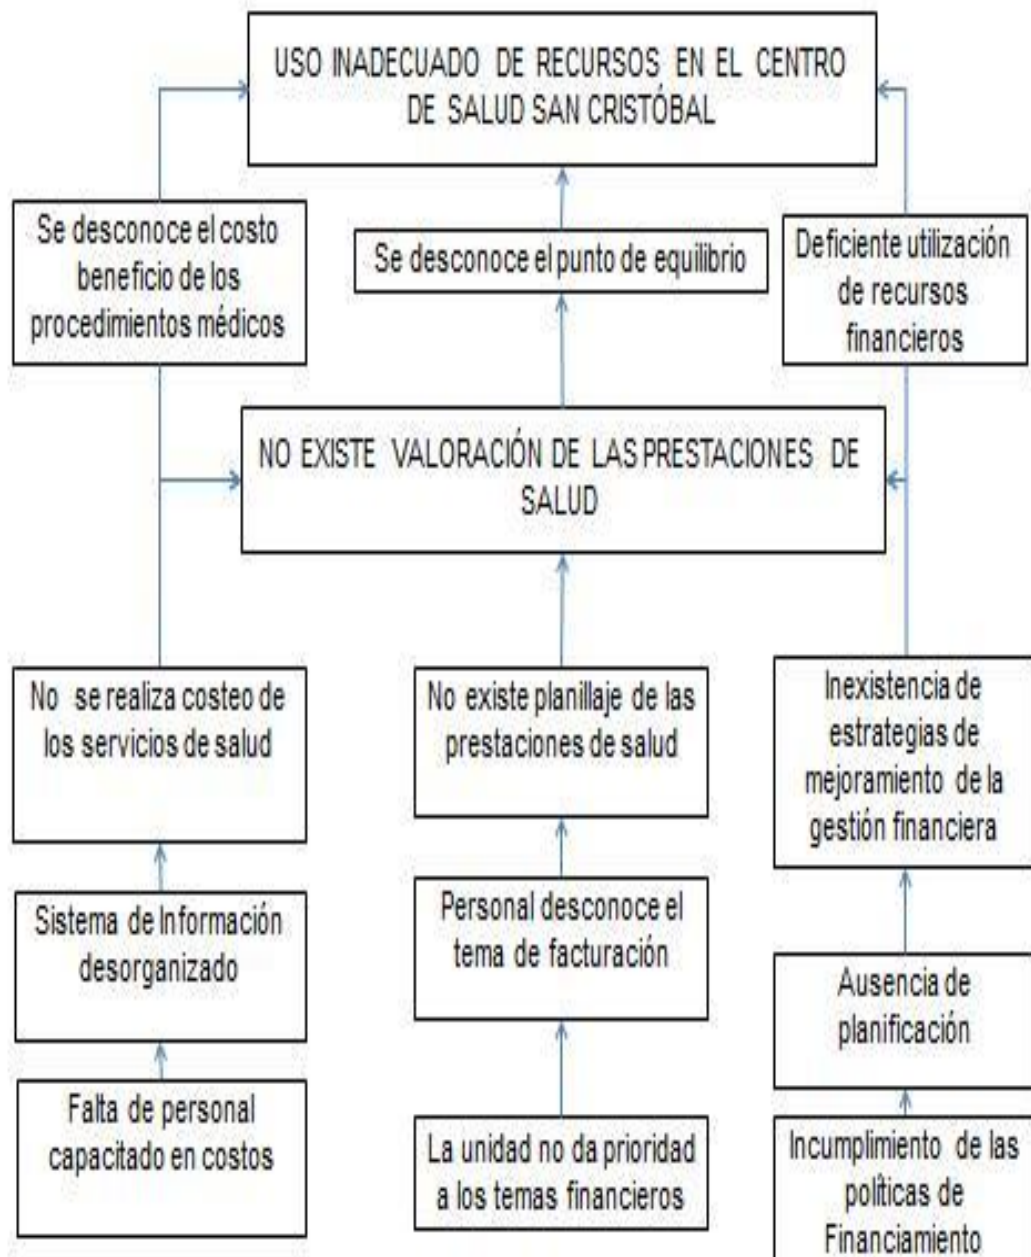 USO INADECUADO DE RECURSOS EN EL CENTRO
DE SALUD SAN CRISTÓBAL
Se desconoce el costo
beneficio de los
procedimientos médicos
Se desconoce el punto de equilibrio
Deficiente utilización
de recursos
financieros
NO EXISTE VALORACIÓN DE LAS PRESTACIONES DE
SALUD
No se realiza costeo de
los servicios de salud
No existe planillaje de las
prestaciones de salud
Inexistencia de
estrategias de
mejoramiento de la
gestión financiera
Sistema de Información
desorganizado
Personal desconoce el
tema de facturación
Ausencia de
planificación
Falta de personal
capacitado en costos
La unidad no da prioridad
a los temas financieros
Incumplimiento de las
políticas de
Financiamiento